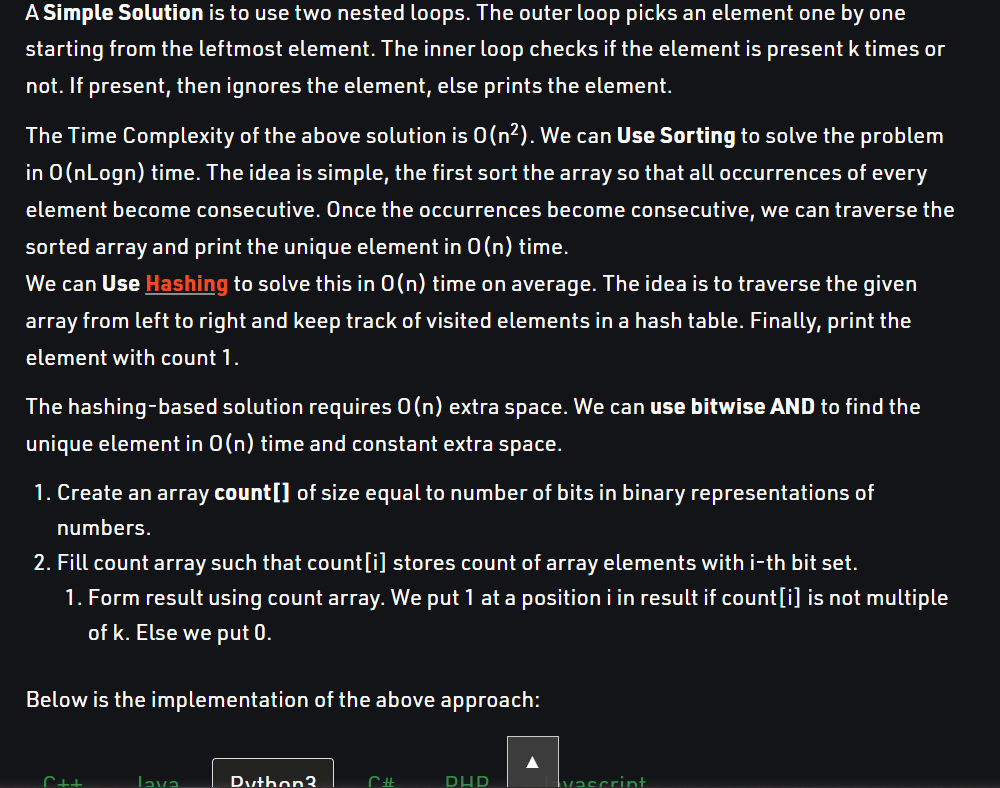 A Simple Solution is to use two nested loops. The outer loop picks an element one by one
starting from the leftmost element. The inner loop checks if the element is present k times or
not. If present, then ignores the element, else prints the element.
The Time Complexity of the above solution is O(n²). We can Use Sorting to solve the problem
in O(nLogn) time. The idea is simple, the first sort the array so that all occurrences of every
element become consecutive. Once the occurrences become consecutive, we can traverse the
sorted array and print the unique element in O(n) time.
We can Use Hashing to solve this in O(n) time on average. The idea is to traverse the given
array from left to right and keep track of visited elements in a hash table. Finally, print the
element with count 1.
The hashing-based solution requires O(n) extra space. We can use bitwise AND to find the
unique element in O(n) time and constant extra space.
1. Create an array count[] of size equal to number of bits in binary representations of
numbers.
2. Fill count array such that count[i] stores count of array elements with i-th bit set.
1. Form result using count array. We put 1 at a position i in result if count[i] is not multiple
of k. Else we put 0.
Below is the implementation of the above approach:
C++ Java Python3 C# PHP ▲ avascript